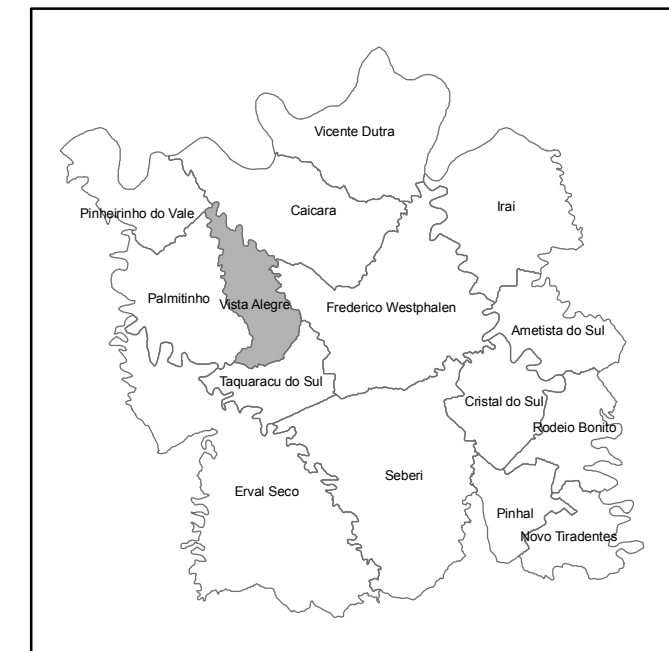 Vicente Dutra
Irai
Pinheirinho do Vale
Caicara
Palmitinho
Vista Alegre
Frederico Westphalen
Ametista do Sul
Taquaracu do Sul
Cristal do Sul
Rodeio Bonito
Seberi
Erval Seco
Pinhal
Novo Tiradentes